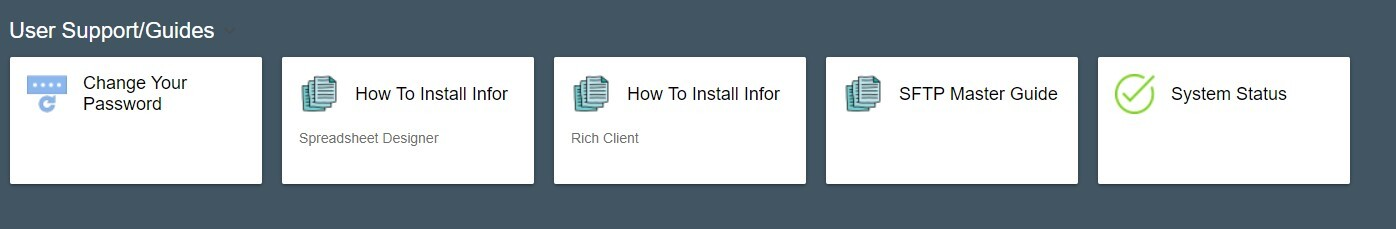 User Support/Guides
Change Your
Password
How To Install Infor
Spreadsheet Designer
How To Install Infor
Rich Client
SFTP Master Guide
System Status